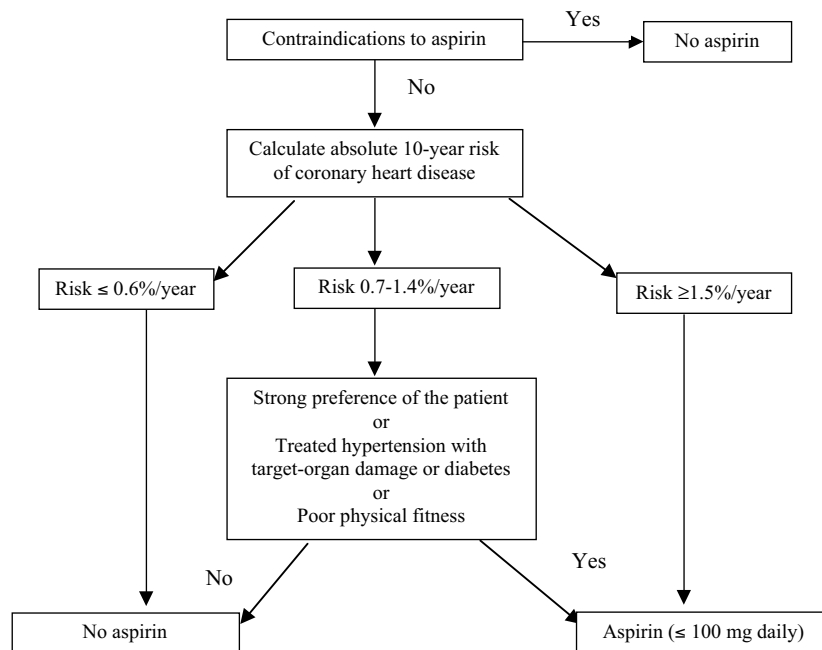 Contraindications to aspirin
Yes
No aspirin
No
Calculate absolute 10-year risk
of coronary heart disease
Risk ≤ 0.6%/year
Risk 0.7-1.4%/year
Risk ≥1.5%/year
Strong preference of the patient
or
Treated hypertension with
target-organ damage or diabetes
or
Poor physical fitness
No
Yes
No aspirin
Aspirin (≤ 100 mg daily)